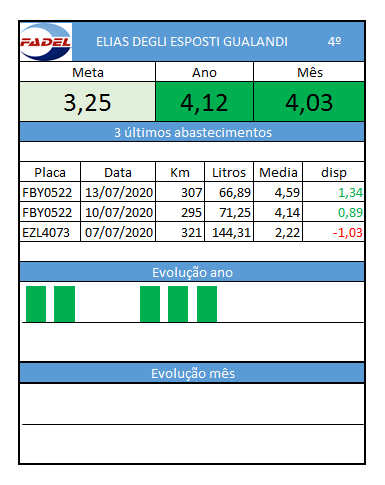 FADEL
ELIAS DEGLI ESPOSTI GUALANDI 4º
Meta Ano Mês
3,25 4,12 4,03
3 últimos abastecimentos
Placa Data Km Litros Media disp
FBY0522 13/07/2020 307 66,89 4,59 1,34
FBY0522 10/07/2020 295 71,25 4,14 0,89
EZL4073 07/07/2020 321 144,31 2,22 -1,03
Evolução ano
Evolução mês